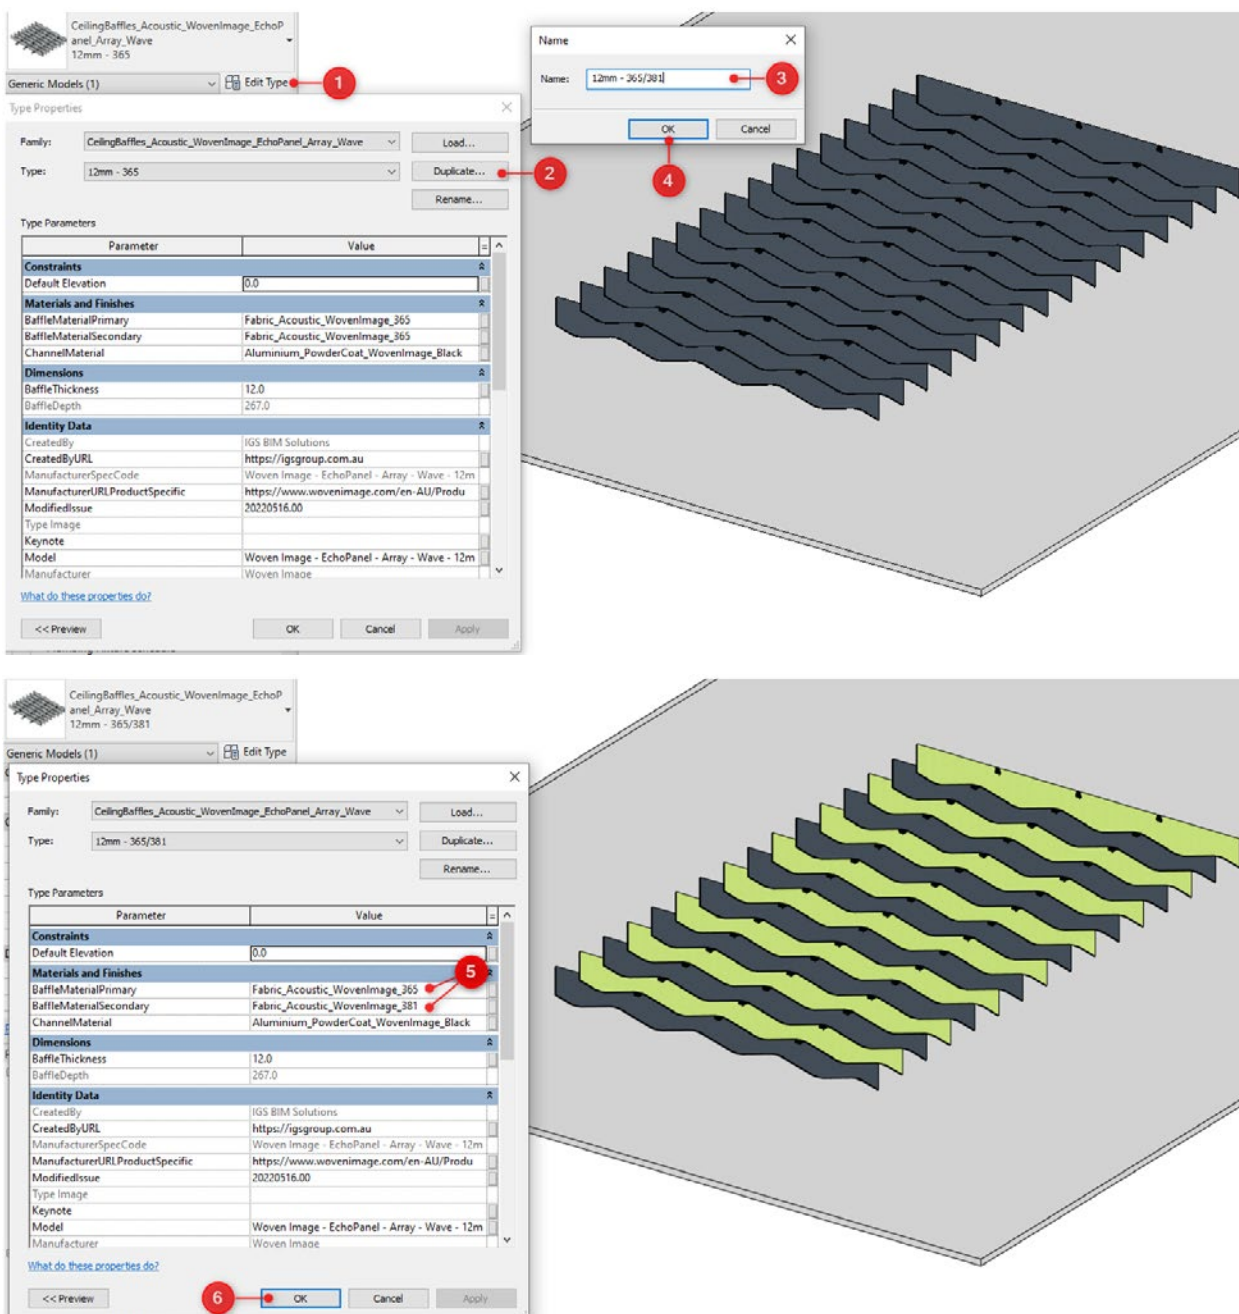 CeilingBaffles_Acoustic_WovenImage_EchoP
anel_Array_Wave
12mm - 365
Generic Models (1)
Edit Type
1
Type Properties
Family:
CeilingBaffles_Acoustic_WovenImage_EchoPanel_Array_Wave
Load...
Type:
12mm - 365
Duplicate...
2
Rename...
Type Parameters
Parameter Value =
Constraints
Default Elevation 0.0
Materials and Finishes
BaffleMaterialPrimary Fabric_Acoustic_WovenImage_365
BaffleMaterialSecondary Fabric_Acoustic_WovenImage_365
ChannelMaterial Aluminium_PowderCoat_WovenImage_Black
Dimensions
BaffleThickness 12.0
BaffleDepth 267.0
Identity Data
CreatedBy IGS BIM Solutions
CreatedByURL https://igsgroup.com.au
ManufacturerSpecCode Woven Image - EchoPanel - Array - Wave - 12m
ManufacturerURLProductSpecific https://www.wovenimage.com/en-AU/Produ
ModifiedIssue 20220516.00
Type Image
Keynote
Model Woven Image - EchoPanel - Array - Wave - 12m
Manufacturer Woven Image
What do these properties do?
<< Preview OK Cancel Apply
Name
Name: 12mm - 365/381
3
OK Cancel
4
CeilingBaffles_Acoustic_WovenImage_EchoP
anel_Array_Wave
12mm - 365/381
Generic Models (1)
Edit Type
Type Properties
Family:
CeilingBaffles_Acoustic_WovenImage_EchoPanel_Array_Wave
Load...
Type:
12mm - 365/381
Duplicate...
Rename...
Type Parameters
Parameter Value =
Constraints
Default Elevation 0.0
Materials and Finishes
5
BaffleMaterialPrimary Fabric_Acoustic_WovenImage_365
BaffleMaterialSecondary Fabric_Acoustic_WovenImage_381
ChannelMaterial Aluminium_PowderCoat_WovenImage_Black
Dimensions
BaffleThickness 12.0
BaffleDepth 267.0
Identity Data
CreatedBy IGS BIM Solutions
CreatedByURL https://igsgroup.com.au
ManufacturerSpecCode Woven Image - EchoPanel - Array - Wave - 12m
ManufacturerURLProductSpecific https://www.wovenimage.com/en-AU/Produ
ModifiedIssue 20220516.00
Type Image
Keynote
Model Woven Image - EchoPanel - Array - Wave - 12m
Manufacturer Woven Image
What do these properties do?
<< Preview 6 OK Cancel Apply